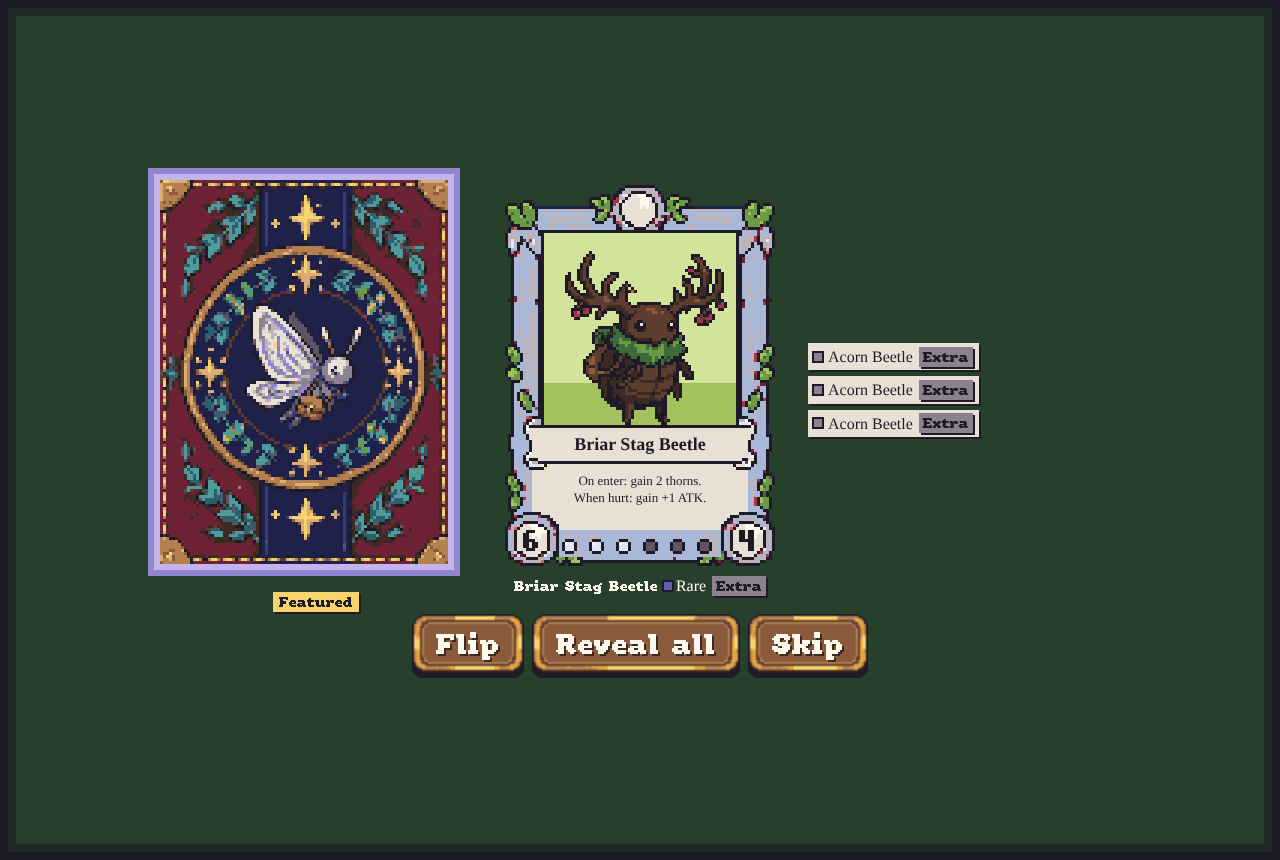 Briar Stag Beetle
On enter: gain 2 thorns.
When hurt: gain +1 ATK.
6
4
Briar Stag Beetle Rare Extra
Featured
Acorn Beetle Extra
Acorn Beetle Extra
Acorn Beetle Extra
Flip
Reveal all
Skip